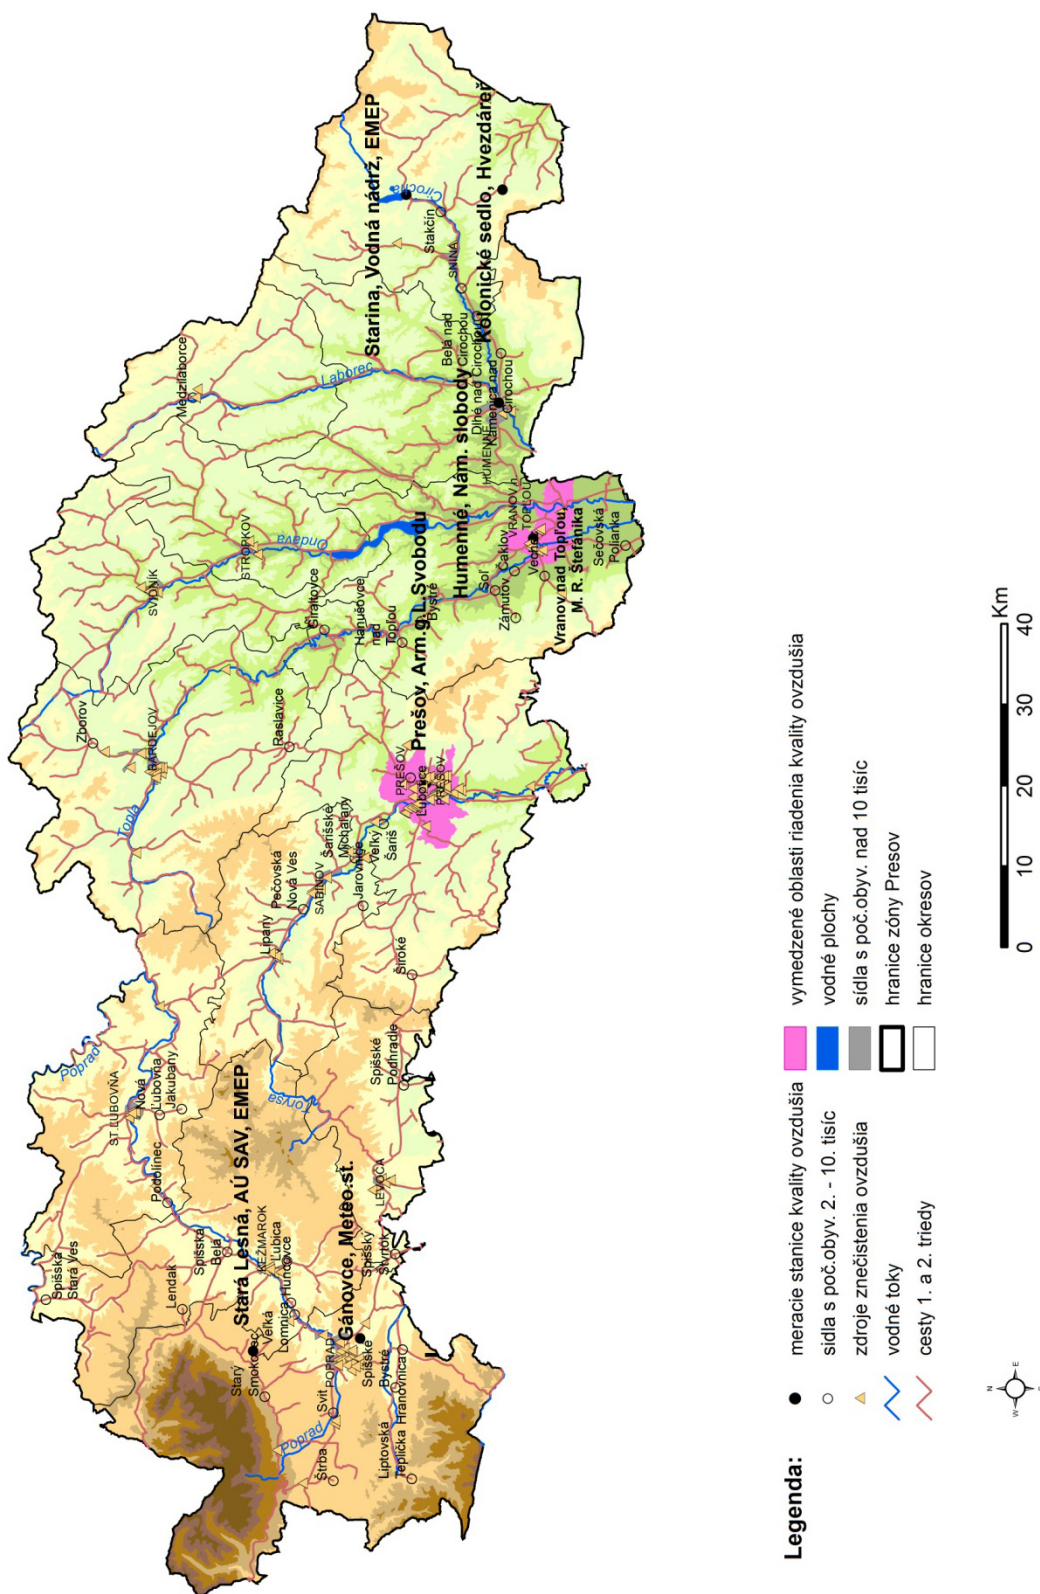 Spišská
Stará Ves
Lendak
Podolínec
ST.ĽUBOVŇA
Nová
Ľubovňa
Jakubany
Poprad
Spišská
Belá
KEŽMAROK
Ľubica
Huncovce
Veľká
Lomnica
Starý
Smokovec
Stará Lesná, AÚ SAV, EMEP
Gánovce, Meteo.st.
POPRAD
Svit
Poprad
Štrba
Liptovská
Teplička
Hranovnica
Spišské
Bystré
Spišský
Štvrtok
LEVOČA
Spišské
Podhradie
Torysa
Široké
Lipany
Pečovská
Nová Ves
SABINOV
Jarovnice
Šarišské
Michaľany
Veľký
Šariš
Topľa
BARDEJOV
Zborov
Raslavice
PREŠOV
Ľubotice
PREŠOV
Prešov, Arm.g.L.Svobodu
SVIDNÍK
STROPKOV
Ondava
Giraltovce
Hanušovce
nad
Topľou
Bystré
Medzilaborce
Laborec
Humenné, Nám. slobody
HUMENNÉ
Kamenica nad
Cirochou
Dlhé nad Cirochou
Belá nad
Cirochou
SNINA
Stakčín
Cirocha
Starina, Vodná nádrž, EMEP
Kolonické sedlo, Hvezdáreň
Soľ
Zámutov
Čaklov
VRANOV n.
TOPĽOU
Vechec
Vranov nad Topľou,
M. R. Štefánika
Sečovská
Polianka
Legenda:
meracie stanice kvality ovzdušia
sídla s poč.obyv. 2. - 10. tisíc
zdroje znečistenia ovzdušia
vodné toky
cesty 1. a 2. triedy
vymedzené oblasti riadenia kvality ovzdušia
vodné plochy
sídla s poč.obyv. nad 10 tisíc
hranice zóny Presov
hranice okresov
0 10 20 30 40
Km
N
W
E